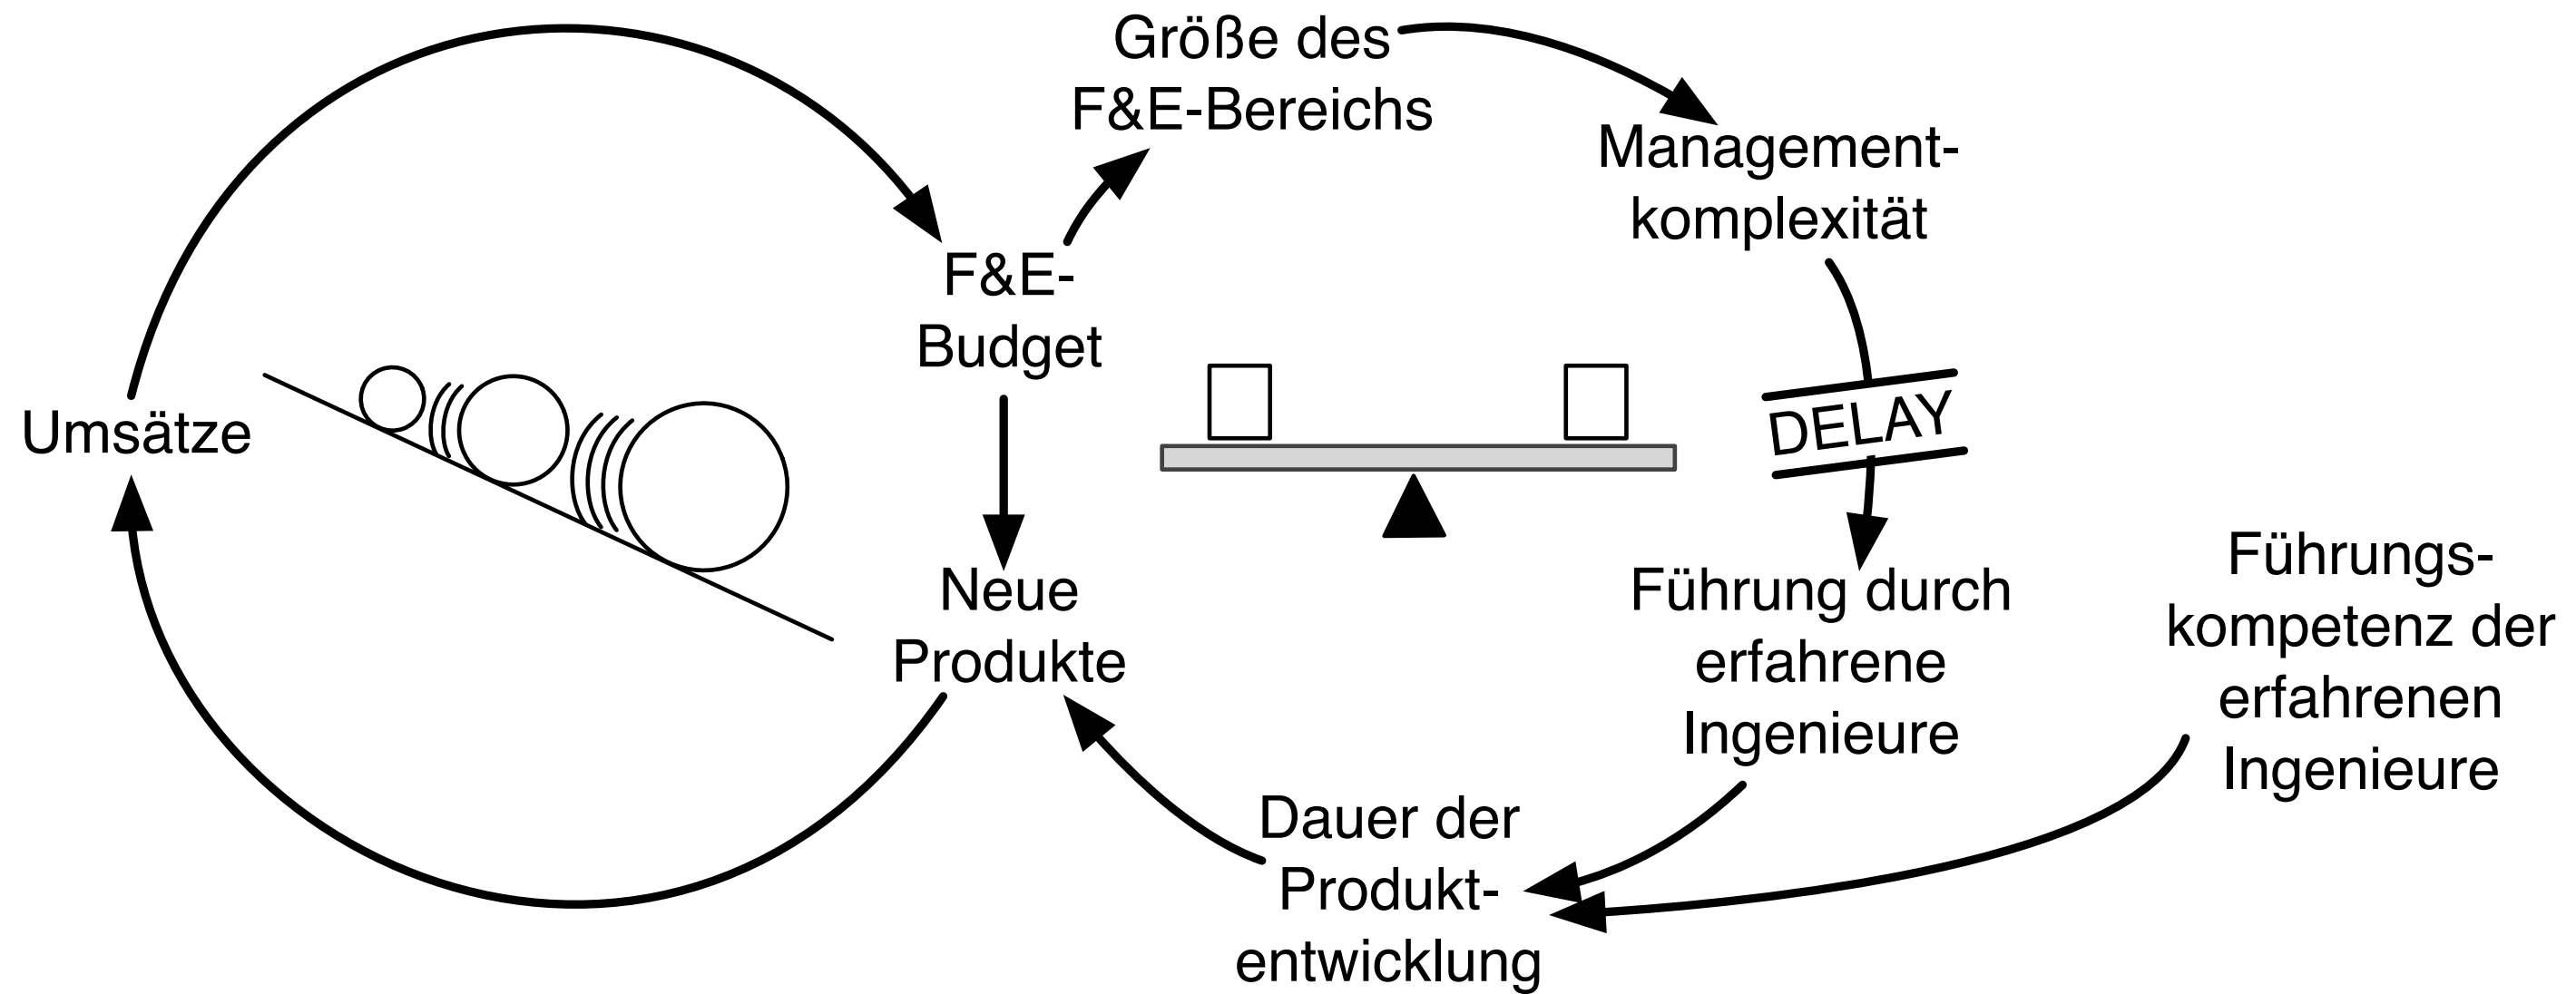 Größe des
F&E-Bereichs
Management-
komplexität
F&E-
Budget
Umsätze
DELAY
Neue
Produkte
Führung durch
erfahrene
Ingenieure
Führungs-
kompetenz der
erfahrenen
Ingenieure
Dauer der
Produkt-
entwicklung